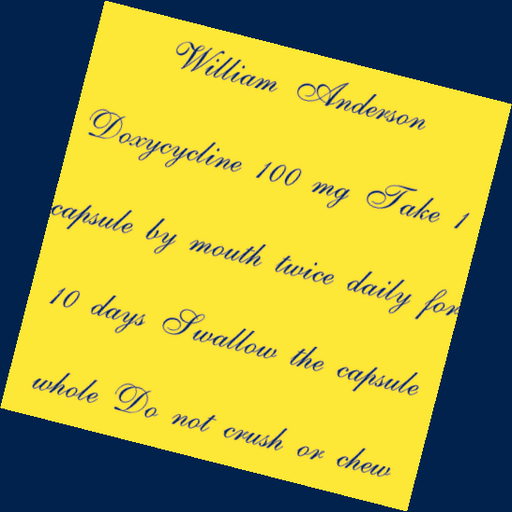 William Anderson
Doxycycline 100 mg Take 1
capsule by mouth twice daily for
10 days Swallow the capsule
whole Do not crush or chew